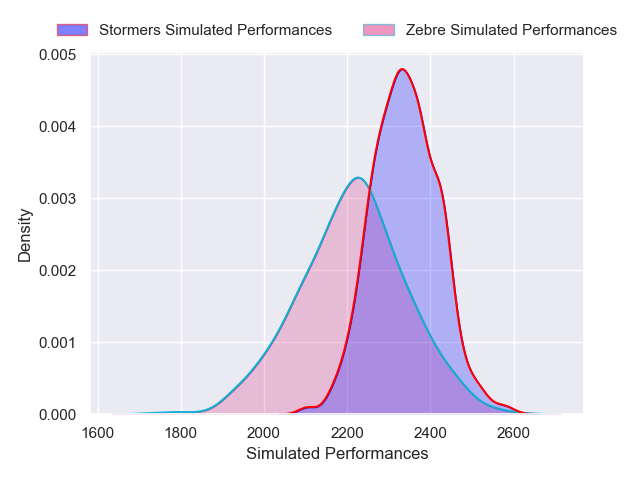 Stormers Simulated Performances Zebre Simulated Performances
0.005
0.004
0.003
0.002
0.001
0.000
Density
1600 1800 2000 2200 2400 2600
Simulated Performances